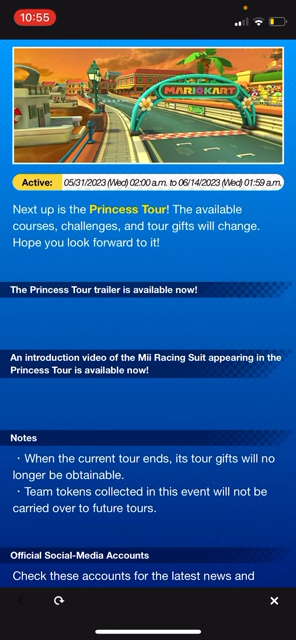 10:55
MARIOKART
Active: 05/31/2023 (Wed) 02:00 a.m. to 06/14/2023 (Wed) 01:59 a.m.
Next up is the Princess Tour! The available
courses, challenges, and tour gifts will change.
Hope you look forward to it!
The Princess Tour trailer is available now!
An introduction video of the Mii Racing Suit appearing in the
Princess Tour is available now!
Notes
・When the current tour ends, its tour gifts will no
longer be obtainable.
・Team tokens collected in this event will not be
carried over to future tours.
Official Social-Media Accounts
Check these accounts for the latest news and